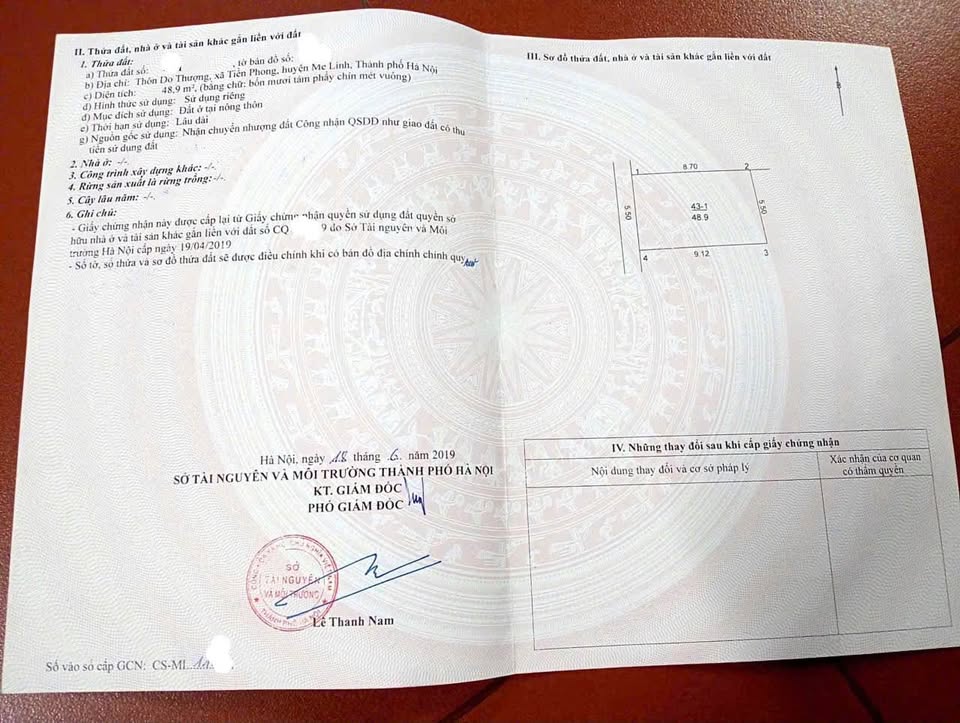 II. Thửa đất, nhà ở và tài sản khác gắn liền với đất
1. Thửa đất:
a) Thửa đất số: , tờ bản đồ số:
b) Địa chỉ: Thôn Do Thượng, xã Tiền Phong, huyện Mê Linh, Thành phố Hà Nội
c) Diện tích: 48,9 m², (bằng chữ: bốn mươi tám phẩy chín mét vuông)
d) Hình thức sử dụng: Sử dụng riêng
đ) Mục đích sử dụng: Đất ở tại nông thôn
e) Thời hạn sử dụng: Lâu dài
g) Nguồn gốc sử dụng: Nhận chuyển nhượng đất Công nhận QSDĐ như giao đất có thu
tiền sử dụng đất
2. Nhà ở: -/-.
3. Công trình xây dựng khác: -/-.
4. Rừng sản xuất là rừng trồng: -/-.
5. Cây lâu năm: -/-.
6. Ghi chú:
- Giấy chứng nhận này được cấp lại từ Giấy chứng nhận quyền sử dụng đất quyền sở
hữu nhà ở và tài sản khác gắn liền với đất số CQ 9 do Sở Tài nguyên và Môi
trường Hà Nội cấp ngày 19/04/2019
- Số tờ, số thửa và sơ đồ thửa đất sẽ được điều chỉnh khi có bản đồ địa chính chính quy
Hà Nội, ngày 18 tháng 6 năm 2019
SỞ TÀI NGUYÊN VÀ MÔI TRƯỜNG THÀNH PHỐ HÀ NỘI
KT. GIÁM ĐỐC
PHÓ GIÁM ĐỐC
SỞ
TÀI NGUYÊN
VÀ MÔI TRƯỜNG
THÀNH PHỐ HÀ NỘI
Lê Thanh Nam
Số vào sổ cấp GCN: CS-ML
III. Sơ đồ thửa đất, nhà ở và tài sản khác gắn liền với đất
B
1 8.70 2
5.50
43-1
48.9
5.50
4 9.12 3
IV. Những thay đổi sau khi cấp giấy chứng nhận
Nội dung thay đổi và cơ sở pháp lý
Xác nhận của cơ quan
có thẩm quyền